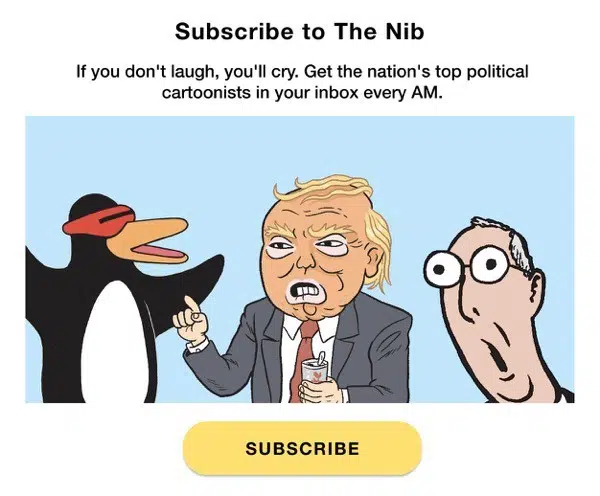 Subscribe to The Nib
If you don't laugh, you'll cry. Get the nation's top political
cartoonists in your inbox every AM.
SUBSCRIBE